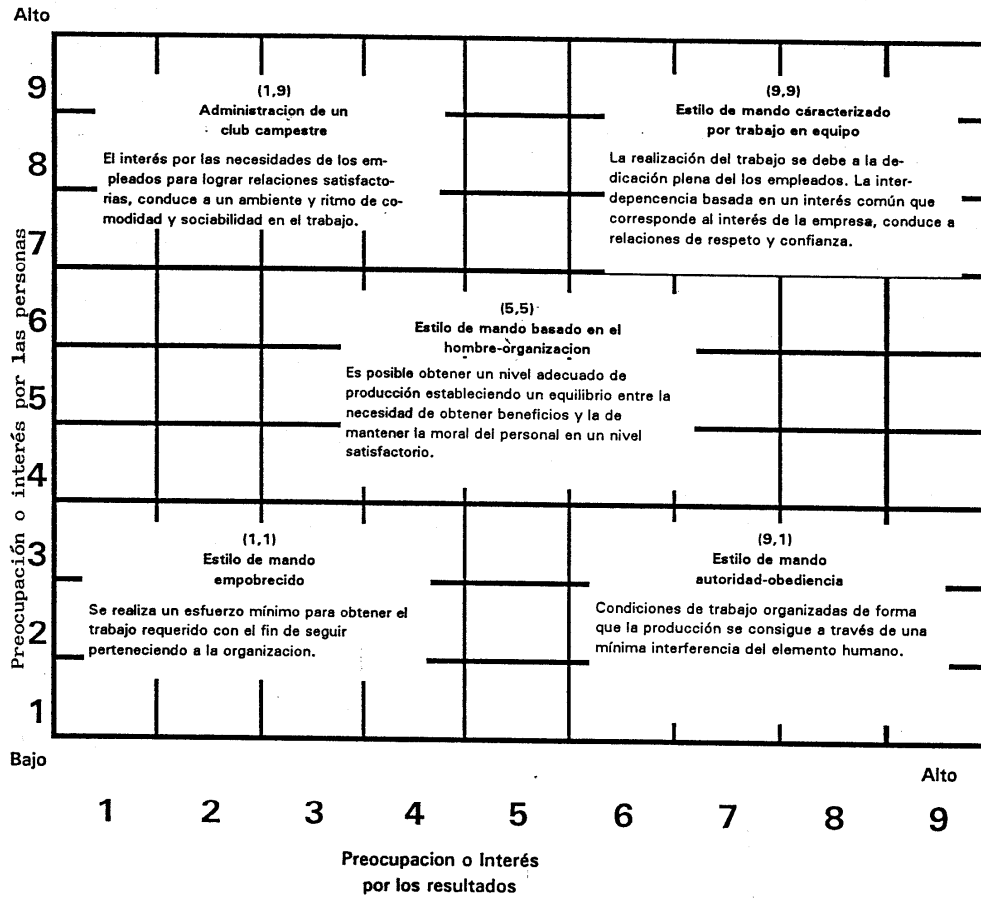 Alto
Preocupación o interés por las personas
9
8
7
6
5
4
3
2
1
(1,9)
Administracion de un
club campestre
El interés por las necesidades de los em-
pleados para lograr relaciones satisfacto-
rias, conduce a un ambiente y ritmo de co-
modidad y sociabilidad en el trabajo.
(9,9)
Estilo de mando cáracterizado
por trabajo en equipo
La realización del trabajo se debe a la de-
dicación plena del los empleados. La inter-
depencencia basada en un interés común que
corresponde al interés de la empresa, conduce a
relaciones de respeto y confianza.
(5,5)
Estilo de mando basado en el
hombre-organizacion
Es posible obtener un nivel adecuado de
producción estableciendo un equilibrio entre la
necesidad de obtener beneficios y la de
mantener la moral del personal en un nivel
satisfactorio.
(1,1)
Estilo de mando
empobrecido
Se realiza un esfuerzo mínimo para obtener el
trabajo requerido con el fin de seguir
perteneciendo a la organizacion.
(9,1)
Estilo de mando
autoridad-obediencia
Condiciones de trabajo organizadas de forma
que la producción se consigue a través de una
mínima interferencia del elemento humano.
Bajo
Alto
1 2 3 4 5 6 7 8 9
Preocupacion o Interés
por los resultados